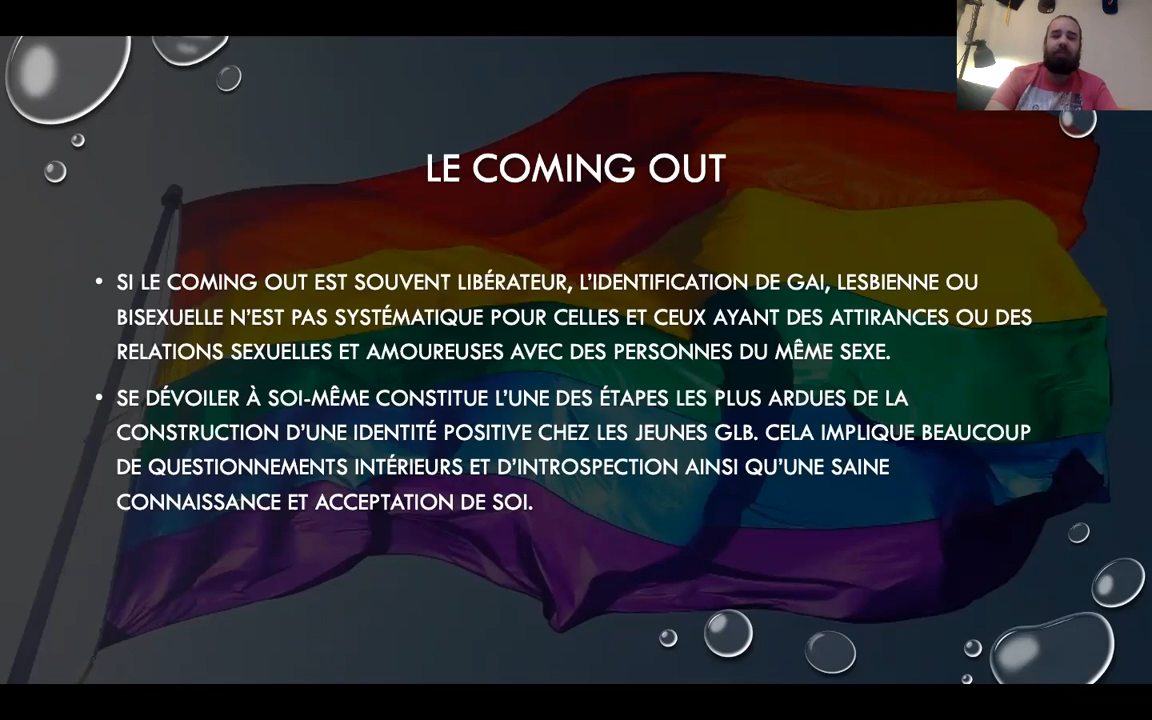 LE COMING OUT
• SI LE COMING OUT EST SOUVENT LIBÉRATEUR, L'IDENTIFICATION DE GAI, LESBIENNE OU
BISEXUELLE N'EST PAS SYSTÉMATIQUE POUR CELLES ET CEUX AYANT DES ATTIRANCES OU DES
RELATIONS SEXUELLES ET AMOUREUSES AVEC DES PERSONNES DU MÊME SEXE.
• SE DÉVOILER À SOI-MÊME CONSTITUE L'UNE DES ÉTAPES LES PLUS ARDUES DE LA
CONSTRUCTION D'UNE IDENTITÉ POSITIVE CHEZ LES JEUNES GLB. CELA IMPLIQUE BEAUCOUP
DE QUESTIONNEMENTS INTÉRIEURS ET D'INTROSPECTION AINSI QU'UNE SAINE
CONNAISSANCE ET ACCEPTATION DE SOI.